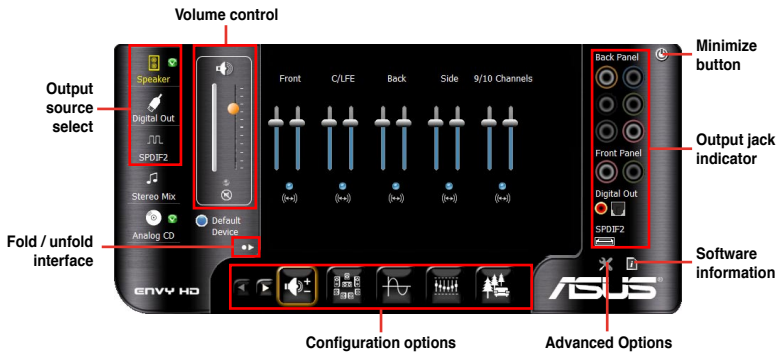 Volume control
Minimize
button
Output
source
select
Speaker
Digital Out
SPDIF2
Stereo Mix
Analog CD
Default
Device
Front
C/LFE
Back
Side
9/10 Channels
Back Panel
Front Panel
Digital Out
SPDIF2
Output jack
indicator
Fold / unfold
interface
Software
information
ENVY HD
ASUS
Configuration options
Advanced Options